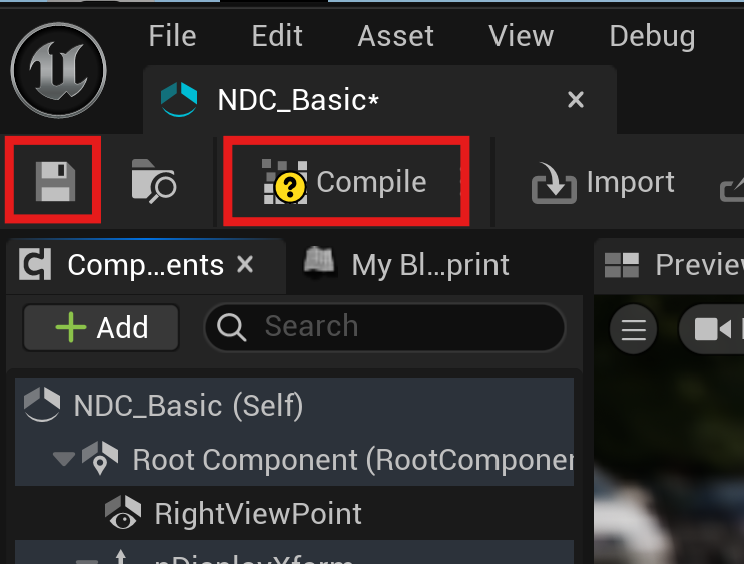 File Edit Asset View Debug
NDC_Basic*
? Compile Import
Comp...ents My Bl...print Preview
Add Search
NDC_Basic (Self)
Root Component (RootComponen
RightViewPoint
nDisplayXform